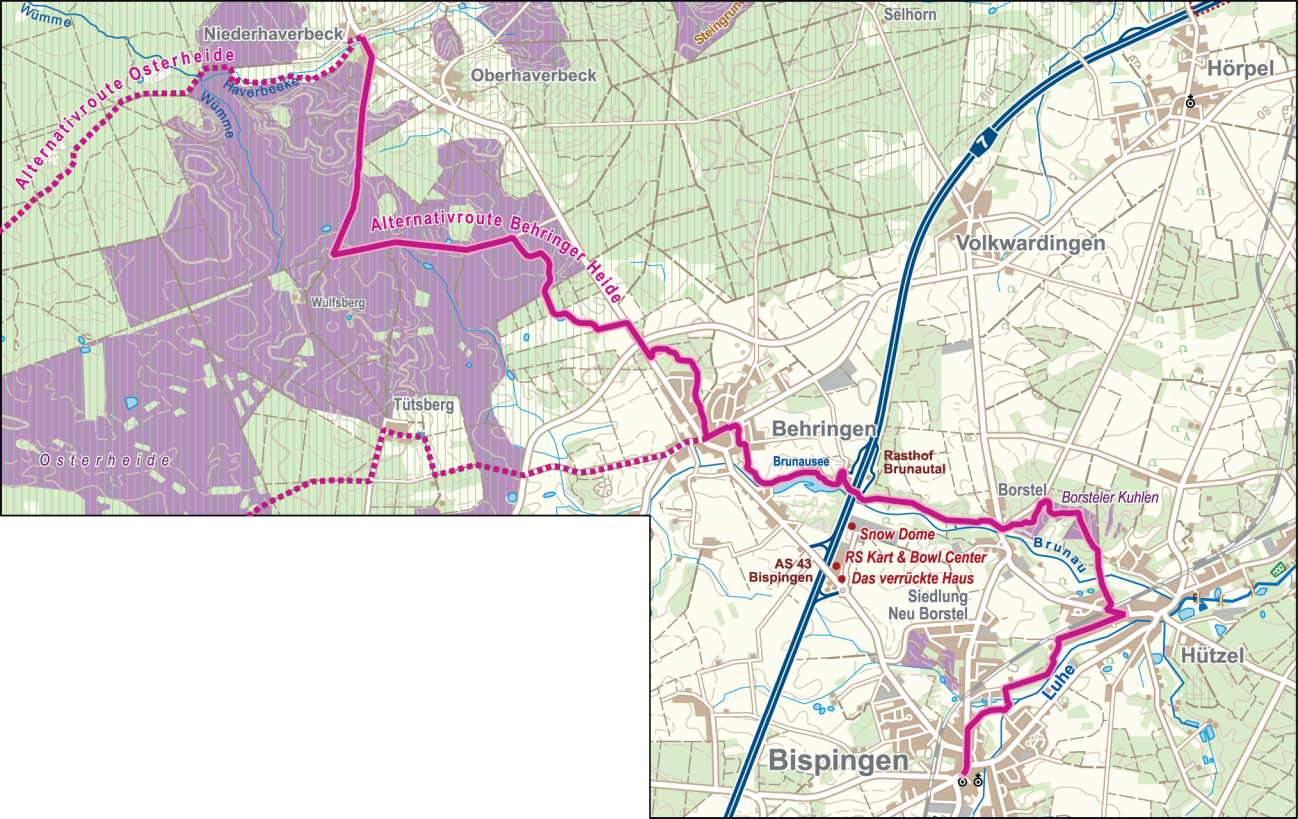 Wümme
Niederhaverbeck
Steingrund
Selhorn
Alternativroute Osterheide
Haverbeeke
Wümme
Oberhaverbeck
Hörpel
80
80
7
Alternativroute Behringer Heide
Volkwardingen
Wulfsberg
Tütsberg
Osterheide
Behringen
Brunausee
Rasthof
Brunautal
Borstel
Borsteler Kuhlen
Snow Dome
Brunau
RS Kart & Bowl Center
AS 43
Bispingen
Das verrückte Haus
Siedlung
Neu Borstel
Hützel
Luhe
Bispingen